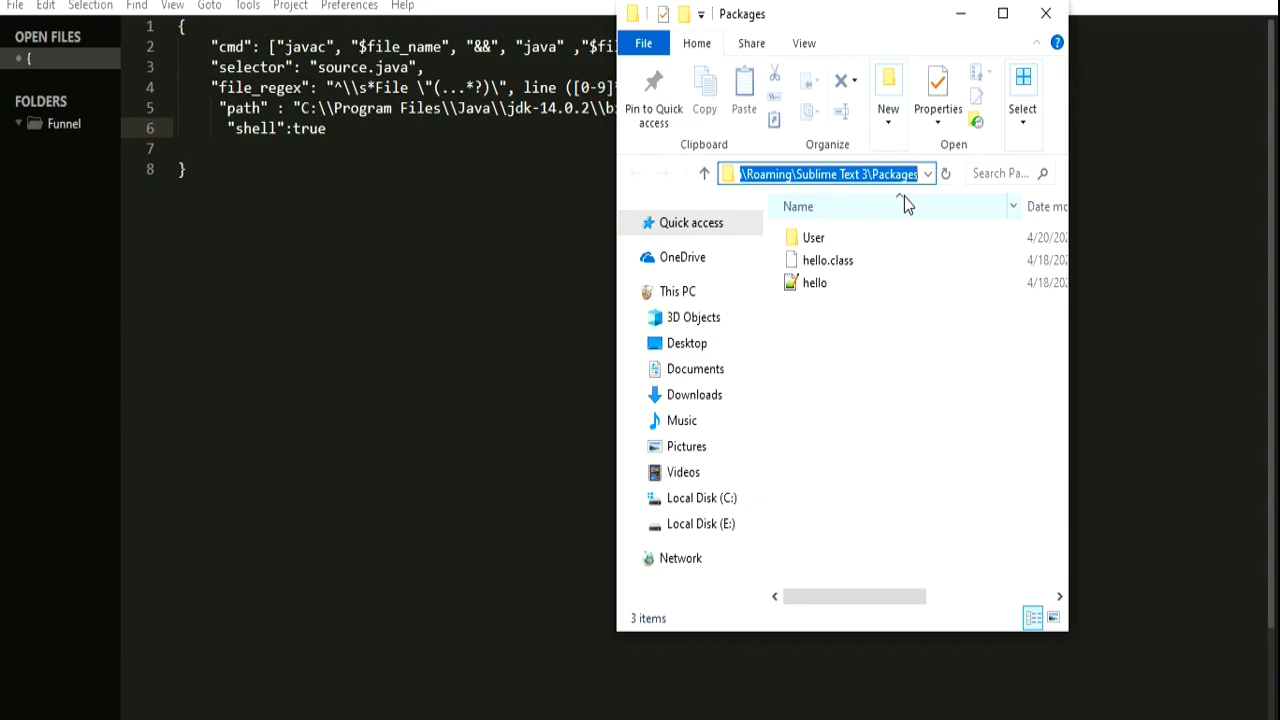 File Edit Selection Find View Goto Tools Project Preferences Help
OPEN FILES
{
FOLDERS
Funnel
1 {
2 "cmd": ["javac", "$file_name", "&&", "java" ,"$fil
3 "selector": "source.java",
4 "file_regex": "^\\s*File \"(...*?)\", line ([0-9]*
5 "path" : "C:\\Program Files\\Java\\jdk-14.0.2\\bi
6 "shell":true
7
8 }
Packages
File Home Share View
Pin to Quick access
Copy
Paste
New
Properties
Select
Clipboard Organize Open
\Roaming\Sublime Text 3\Packages
Search Pa...
Name Date mo
Quick access
OneDrive
This PC
3D Objects
Desktop
Documents
Downloads
Music
Pictures
Videos
Local Disk (C:)
Local Disk (E:)
Network
User 4/20/202
hello.class 4/18/202
hello 4/18/202
3 items